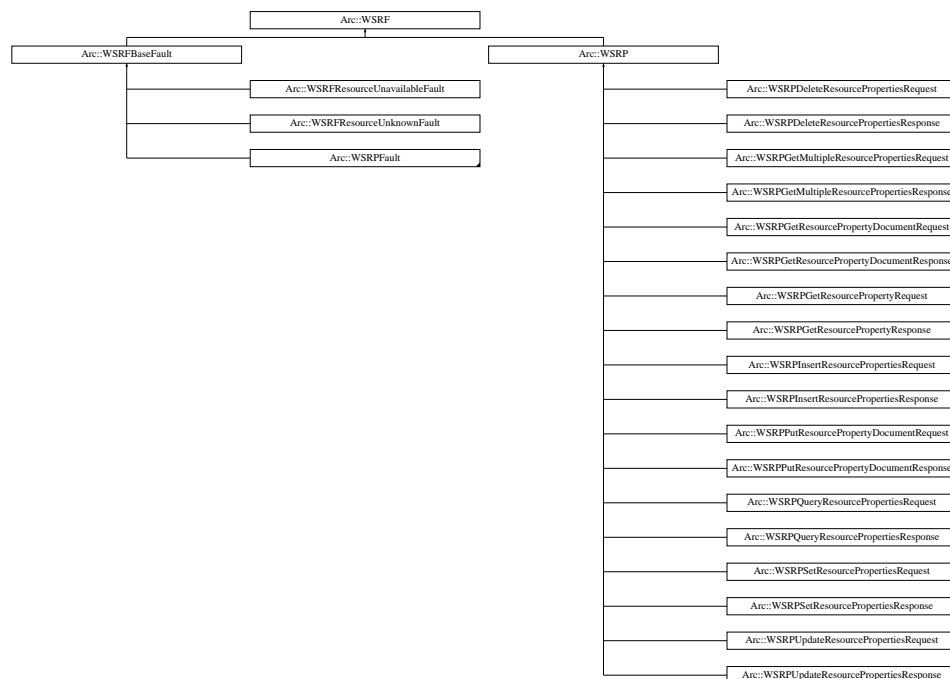 Arc::WSRF
Arc::WSRFBaseFault
Arc::WSRP
Arc::WSRFResourceUnavailableFault
Arc::WSRPDeleteResourcePropertiesRequest
Arc::WSRFResourceUnknownFault
Arc::WSRPDeleteResourcePropertiesResponse
Arc::WSRPFault
Arc::WSRPGetMultipleResourcePropertiesRequest
Arc::WSRPGetMultipleResourcePropertiesResponse
Arc::WSRPGetResourcePropertyDocumentRequest
Arc::WSRPGetResourcePropertyDocumentResponse
Arc::WSRPGetResourcePropertyRequest
Arc::WSRPGetResourcePropertyResponse
Arc::WSRPInsertResourcePropertiesRequest
Arc::WSRPInsertResourcePropertiesResponse
Arc::WSRPPutResourcePropertyDocumentRequest
Arc::WSRPPutResourcePropertyDocumentResponse
Arc::WSRPQueryResourcePropertiesRequest
Arc::WSRPQueryResourcePropertiesResponse
Arc::WSRPSetResourcePropertiesRequest
Arc::WSRPSetResourcePropertiesResponse
Arc::WSRPUpdateResourcePropertiesRequest
Arc::WSRPUpdateResourcePropertiesResponse